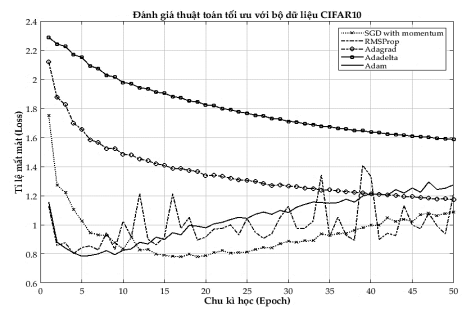 Đánh giá thuật toán tối ưu với bộ dữ liệu CIFAR10
2.4
2.2
2
1.8
1.6
1.4
1.2
1
0.8
0.6
Tỉ lệ mất mát (Loss)
SGD with momentum
RMSProp
Adagrad
Adadelta
Adam
0 5 10 15 20 25 30 35 40 45 50
Chu kì học (Epoch)